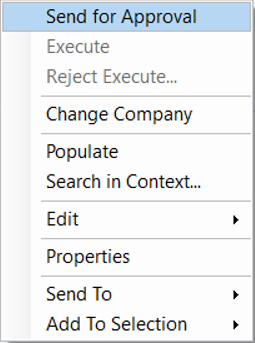 Send for Approval
Execute
Reject Execute...
Change Company
Populate
Search in Context...
Edit
Properties
Send To
Add To Selection